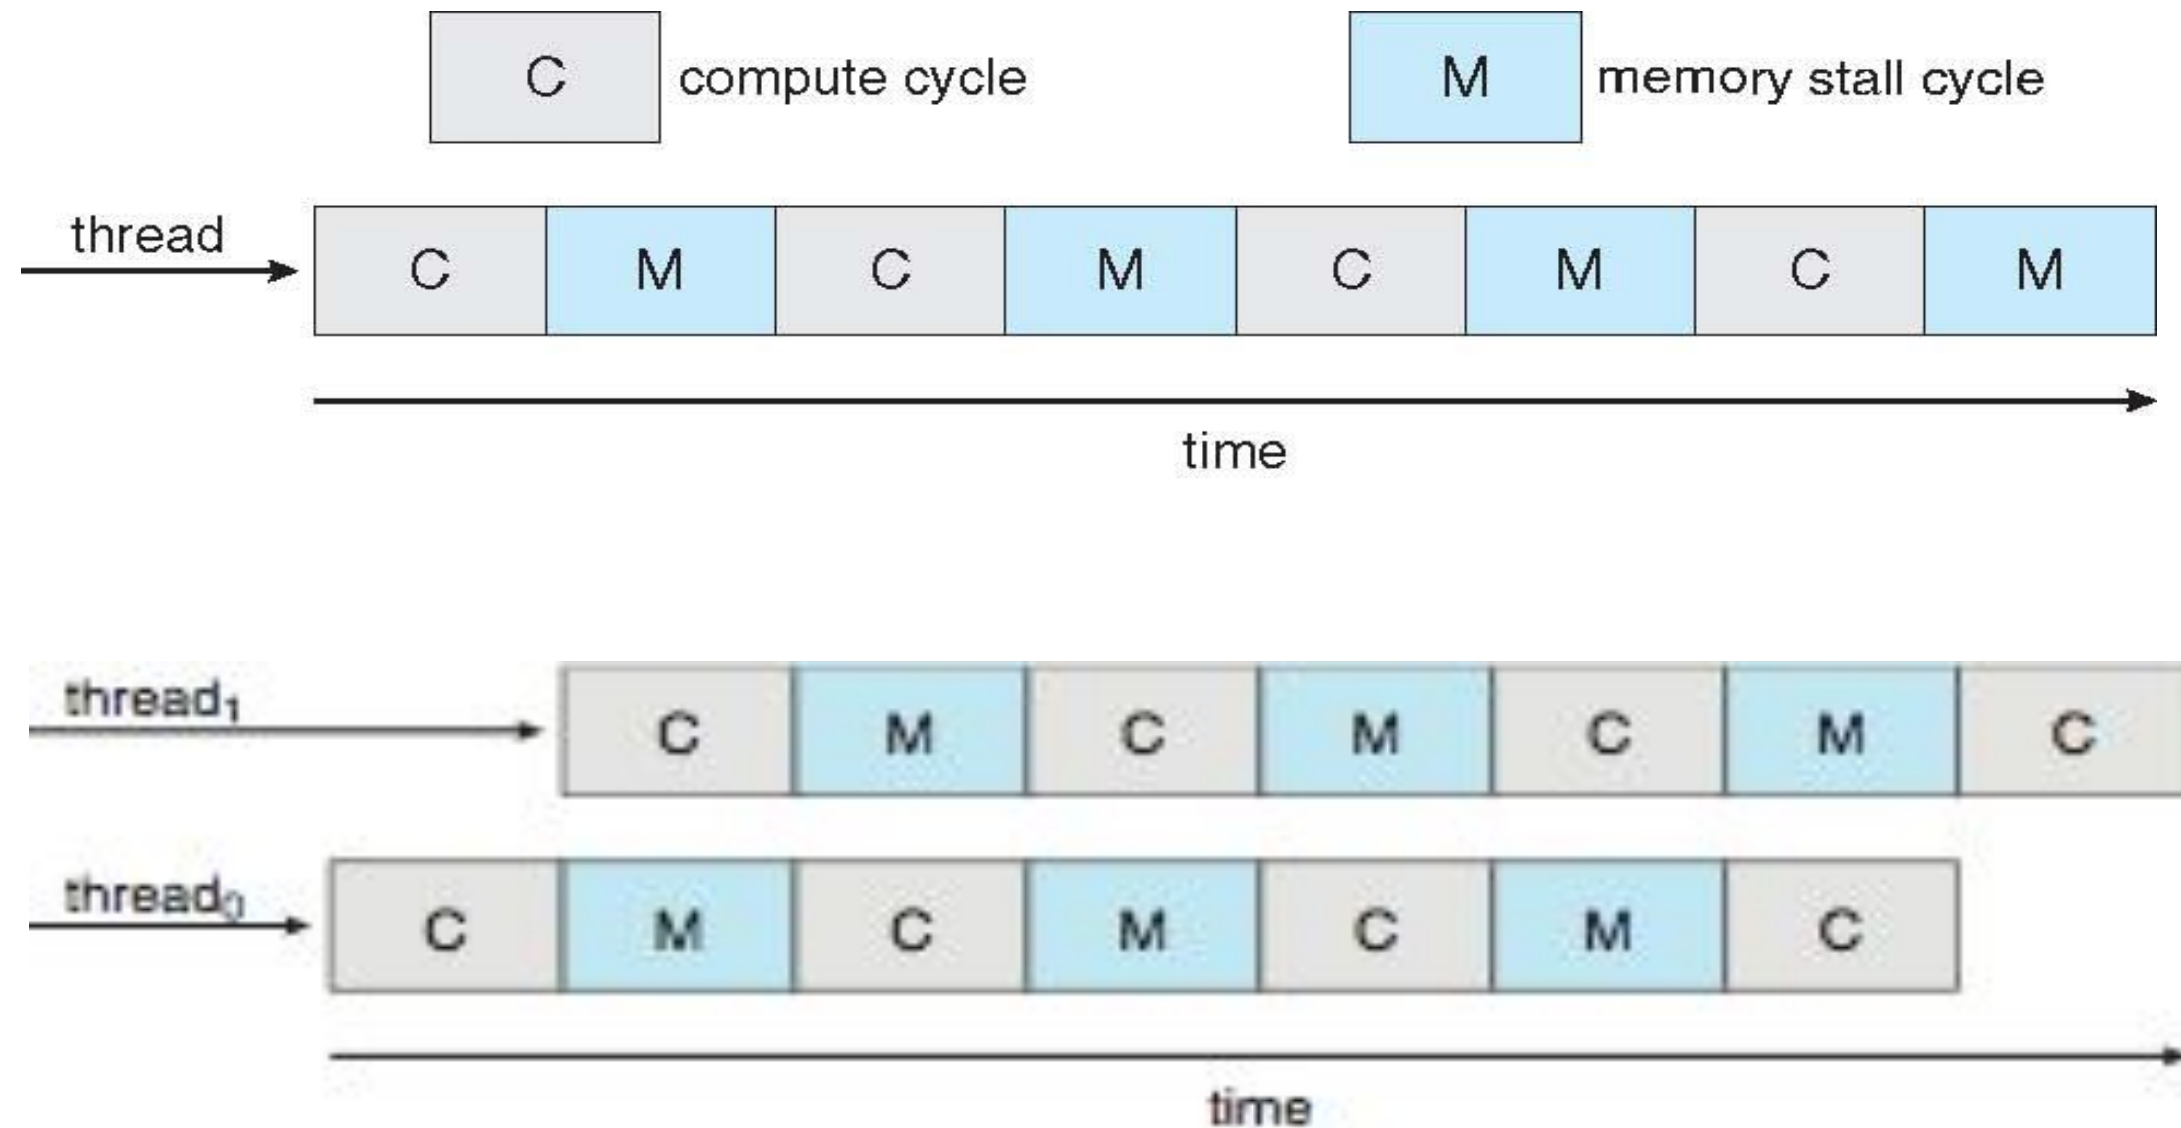 C compute cycle M memory stall cycle
thread C M C M C M C M
time
thread₁ C M C M C M C
thread₀ C M C M C M C
time